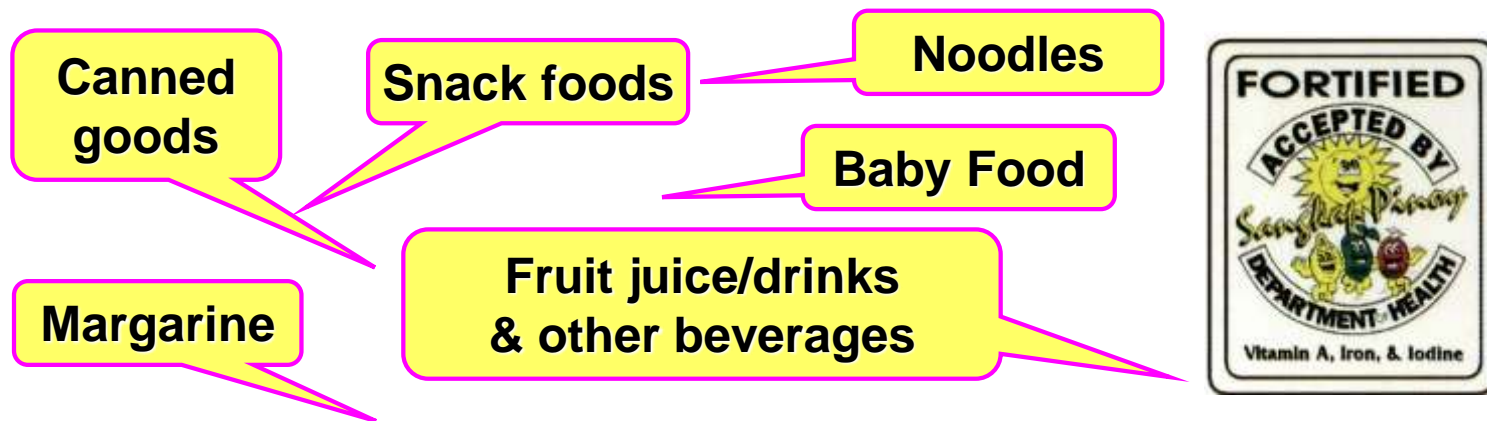 Canned
goods
Snack foods
Noodles
Baby Food
Fruit juice/drinks
& other beverages
Margarine
FORTIFIED
ACCEPTED BY
Sangkap Pinoy
DEPARTMENT OF HEALTH
Vitamin A, Iron, & Iodine